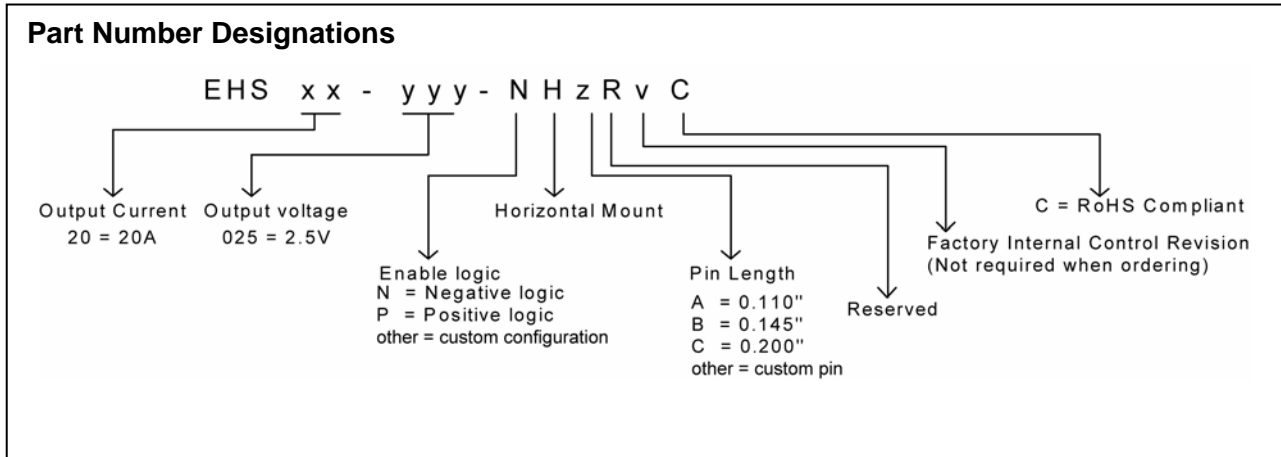 Part Number Designations
EHS xx - yyy - N H z R v C
Output Current
20 = 20A
Output voltage
025 = 2.5V
Enable logic
N = Negative logic
P = Positive logic
other = custom configuration
Horizontal Mount
Pin Length
A = 0.110"
B = 0.145"
C = 0.200"
other = custom pin
Reserved
Factory Internal Control Revision
(Not required when ordering)
C = RoHS Compliant